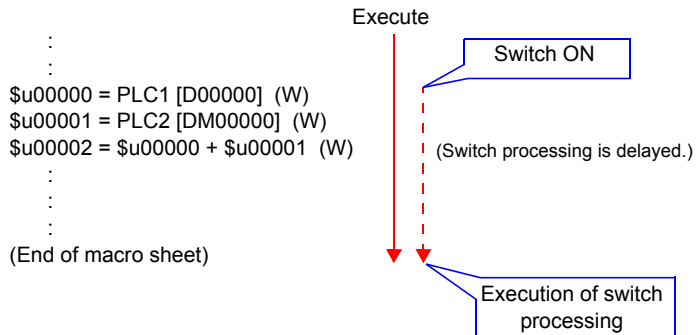 Execute
:
Switch ON
:
$u00000 = PLC1 [D00000]  (W)
$u00001 = PLC2 [DM00000]  (W)
$u00002 = $u00000 + $u00001  (W)
(Switch processing is delayed.)
:
:
:
(End of macro sheet)
Execution of switch
processing